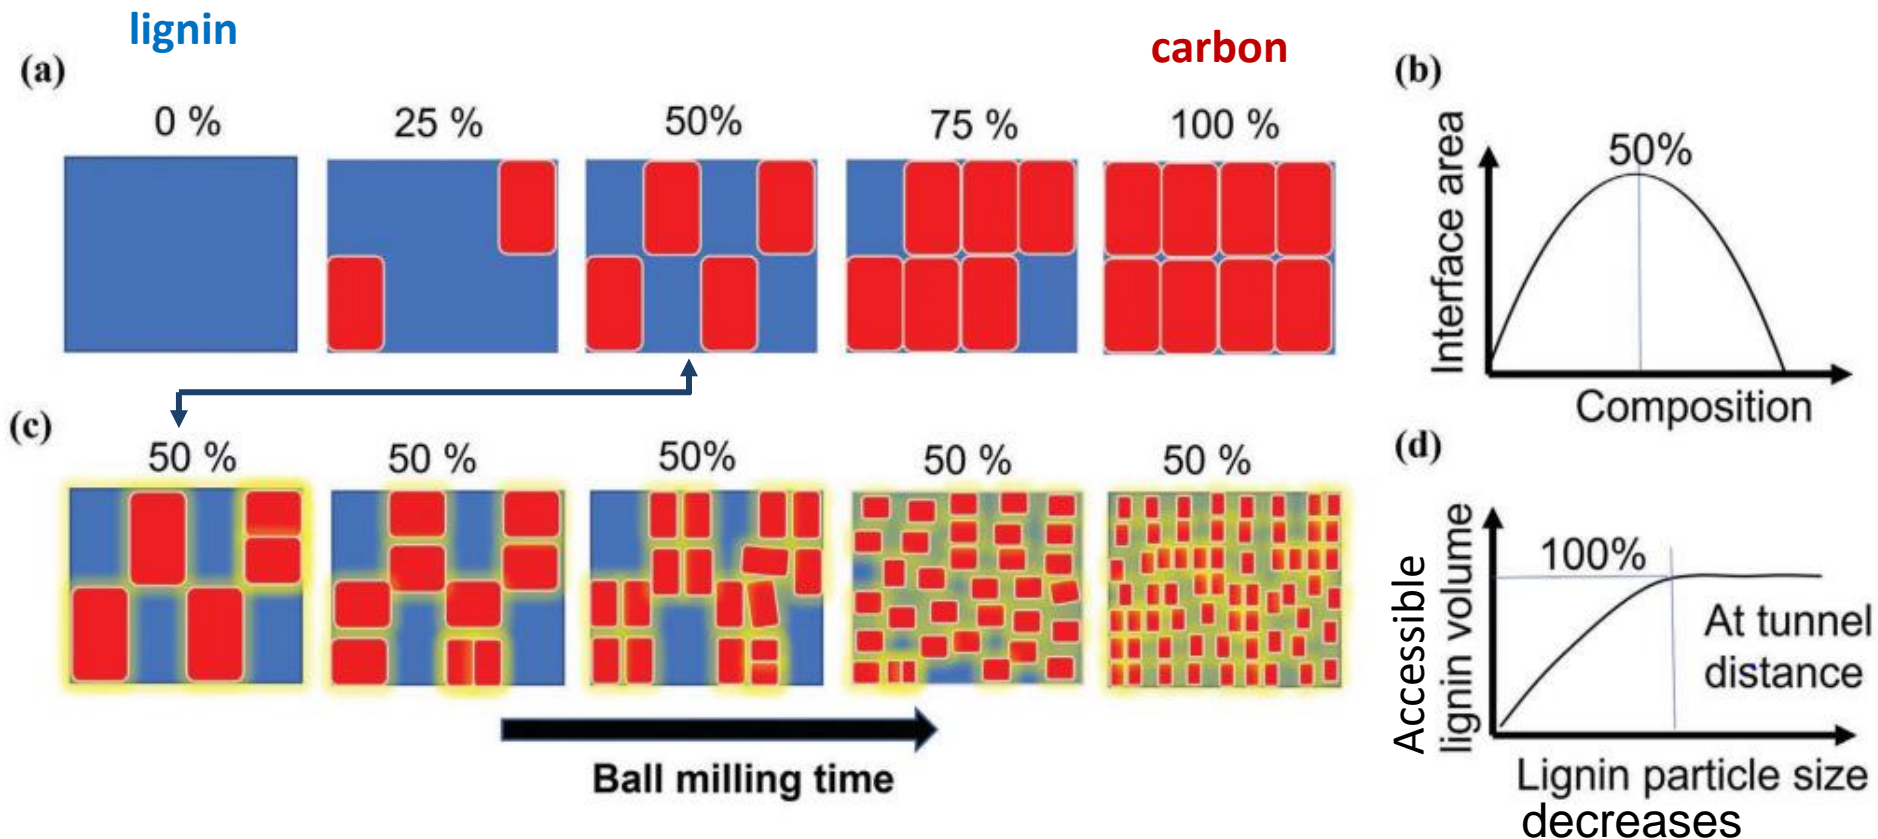 lignin
carbon
(a)
0 %
25 %
50%
75 %
100 %
(b)
Interface area
50%
Composition
(c)
50 %
50 %
50%
50 %
50 %
Ball milling time
(d)
Accessible
lignin volume
100%
At tunnel
distance
Lignin particle size
decreases